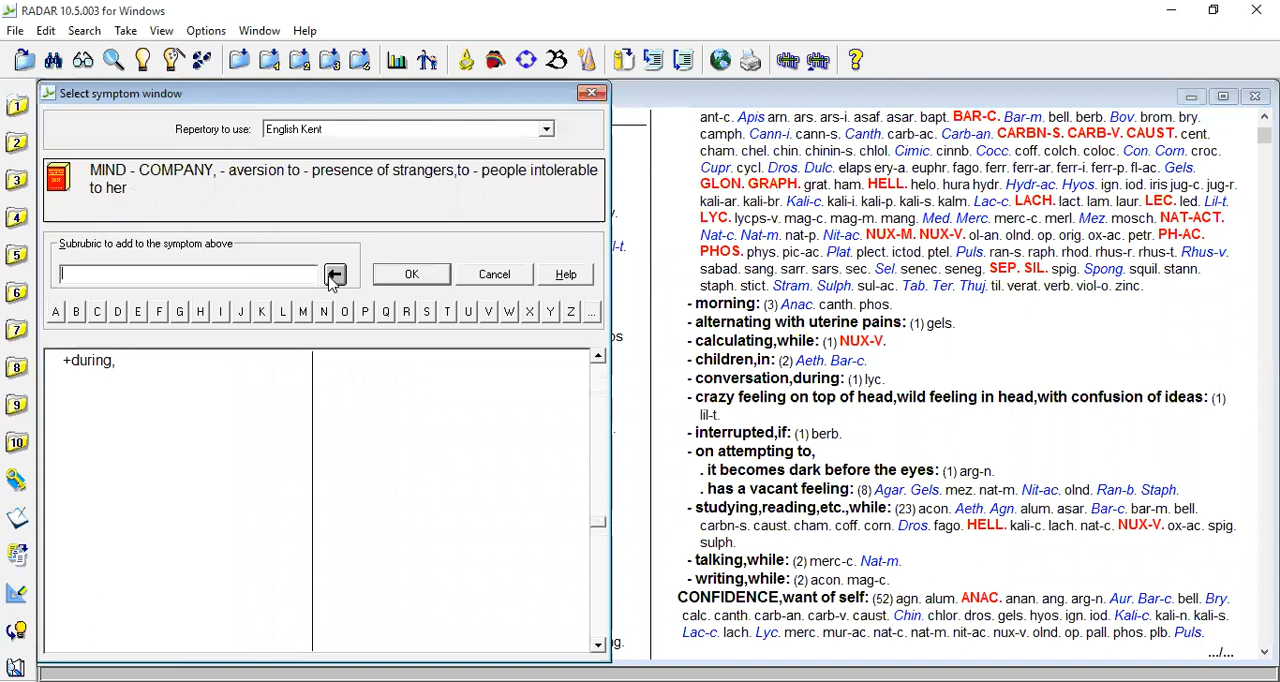 RADAR 10.5.003 for Windows
File Edit Search Take View Options Window Help
Select symptom window
Repertory to use: English Kent
MIND - COMPANY, - aversion to - presence of strangers,to - people intolerable
to her
Subrubric to add to the symptom above
OK Cancel Help
A B C D E F G H I J K L M N O P Q R S T U V W X Y Z ...
+during,
1
2
3
4
5
6
7
8
9
10
ant-c. Apis arn. ars. ars-i. asaf. asar. bapt. BAR-C. Bar-m. bell. berb. Bov. brom. bry.
camph. Cann-i. cann-s. Canth. carb-ac. Carb-an. CARBN-S. CARB-V. CAUST. cent.
cham. chel. chin. chinin-s. chlol. Cimic. cinnb. Cocc. coff. colch. coloc. Con. Corn. croc.
Cupr. cycl. Dros. Dulc. elaps ery-a. euphr. fago. ferr. ferr-ar. ferr-i. ferr-p. fl-ac. Gels.
GLON. GRAPH. grat. ham. HELL. helo. hura hydr. Hydr-ac. Hyos. ign. iod. iris jug-c. jug-r.
kali-ar. kali-br. Kali-c. kali-i. kali-p. kali-s. kalm. Lac-c. LACH. lact. lam. laur. LEC. led. Lil-t.
LYC. lycps-v. mag-c. mag-m. mang. Med. Merc. merc-c. merl. Mez. mosch. NAT-ACT.
Nat-c. Nat-m. nat-p. Nit-ac. NUX-M. NUX-V. ol-an. olnd. op. orig. ox-ac. petr. PH-AC.
PHOS. phys. pic-ac. Plat. plect. ictod. ptel. Puls. ran-s. raph. rhod. rhus-r. rhus-t. Rhus-v.
sabad. sang. sarr. sars. sec. Sel. senec. seneg. SEP. SIL. spig. Spong. squil. stann.
staph. stict. Stram. Sulph. sul-ac. Tab. Ter. Thuj. til. verat. verb. viol-o. zinc.
- morning: (3) Anac. canth. phos.
- alternating with uterine pains: (1) gels.
- calculating,while: (1) NUX-V.
- children,in: (2) Aeth. Bar-c.
- conversation,during: (1) lyc.
- crazy feeling on top of head,wild feeling in head,with confusion of ideas: (1)
lil-t.
- interrupted,if: (1) berb.
- on attempting to,
. it becomes dark before the eyes: (1) arg-n.
. has a vacant feeling: (8) Agar. Gels. mez. nat-m. Nit-ac. olnd. Ran-b. Staph.
- studying,reading,etc.,while: (23) acon. Aeth. Agn. alum. asar. Bar-c. bar-m. bell.
carbn-s. caust. cham. coff. corn. Dros. fago. HELL. kali-c. lach. nat-c. NUX-V. ox-ac. spig.
sulph.
- talking,while: (2) merc-c. Nat-m.
- writing,while: (2) acon. mag-c.
CONFIDENCE,want of self: (52) agn. alum. ANAC. anan. ang. arg-n. Aur. Bar-c. bell. Bry.
calc. canth. carb-an. carb-v. caust. Chin. chlor. dros. gels. hyos. ign. iod. Kali-c. kali-n. kali-s.
Lac-c. lach. Lyc. merc. mur-ac. nat-c. nat-m. nit-ac. nux-v. olnd. op. pall. phos. plb. Puls.
.../...